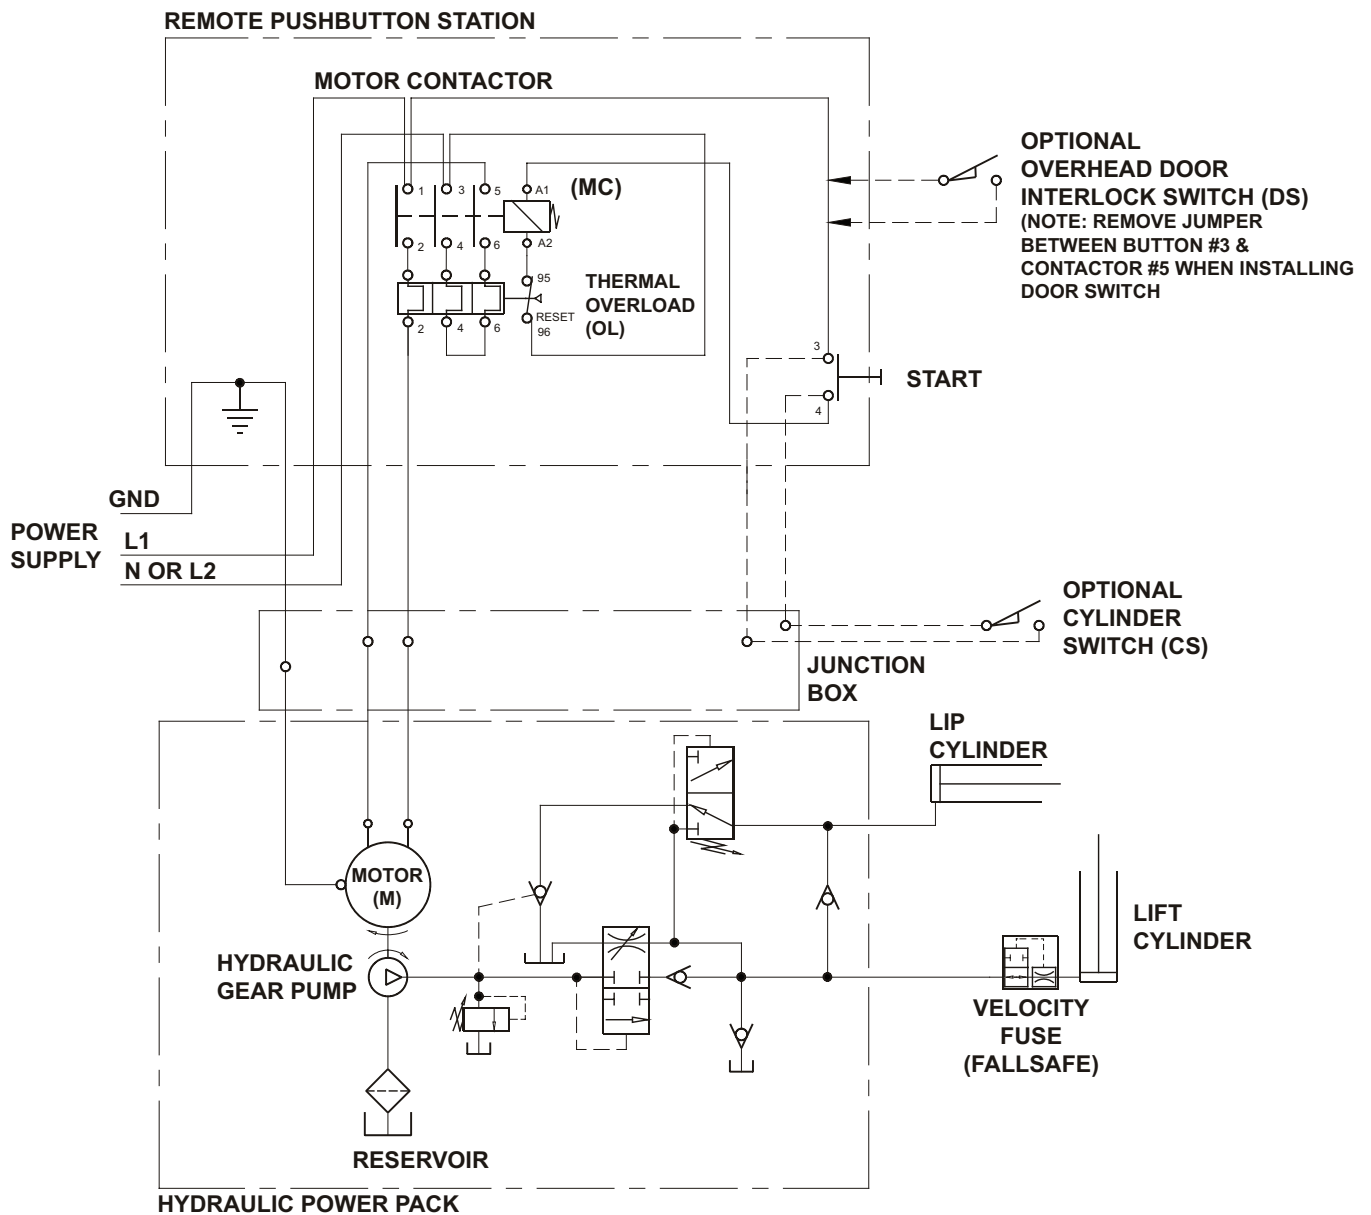 REMOTE PUSHBUTTON STATION
MOTOR CONTACTOR
OPTIONAL
OVERHEAD DOOR
INTERLOCK SWITCH (DS)
(NOTE: REMOVE JUMPER
BETWEEN BUTTON #3 &
CONTACTOR #5 WHEN INSTALLING
DOOR SWITCH
1
3
5
A1
(MC)
2
4
6
A2
95
THERMAL
OVERLOAD
(OL)
RESET
96
2
4
6
3
START
4
GND
POWER
SUPPLY
L1
N OR L2
OPTIONAL
CYLINDER
SWITCH (CS)
JUNCTION
BOX
LIP
CYLINDER
MOTOR
(M)
LIFT
CYLINDER
HYDRAULIC
GEAR PUMP
VELOCITY
FUSE
(FALLSAFE)
RESERVOIR
HYDRAULIC POWER PACK